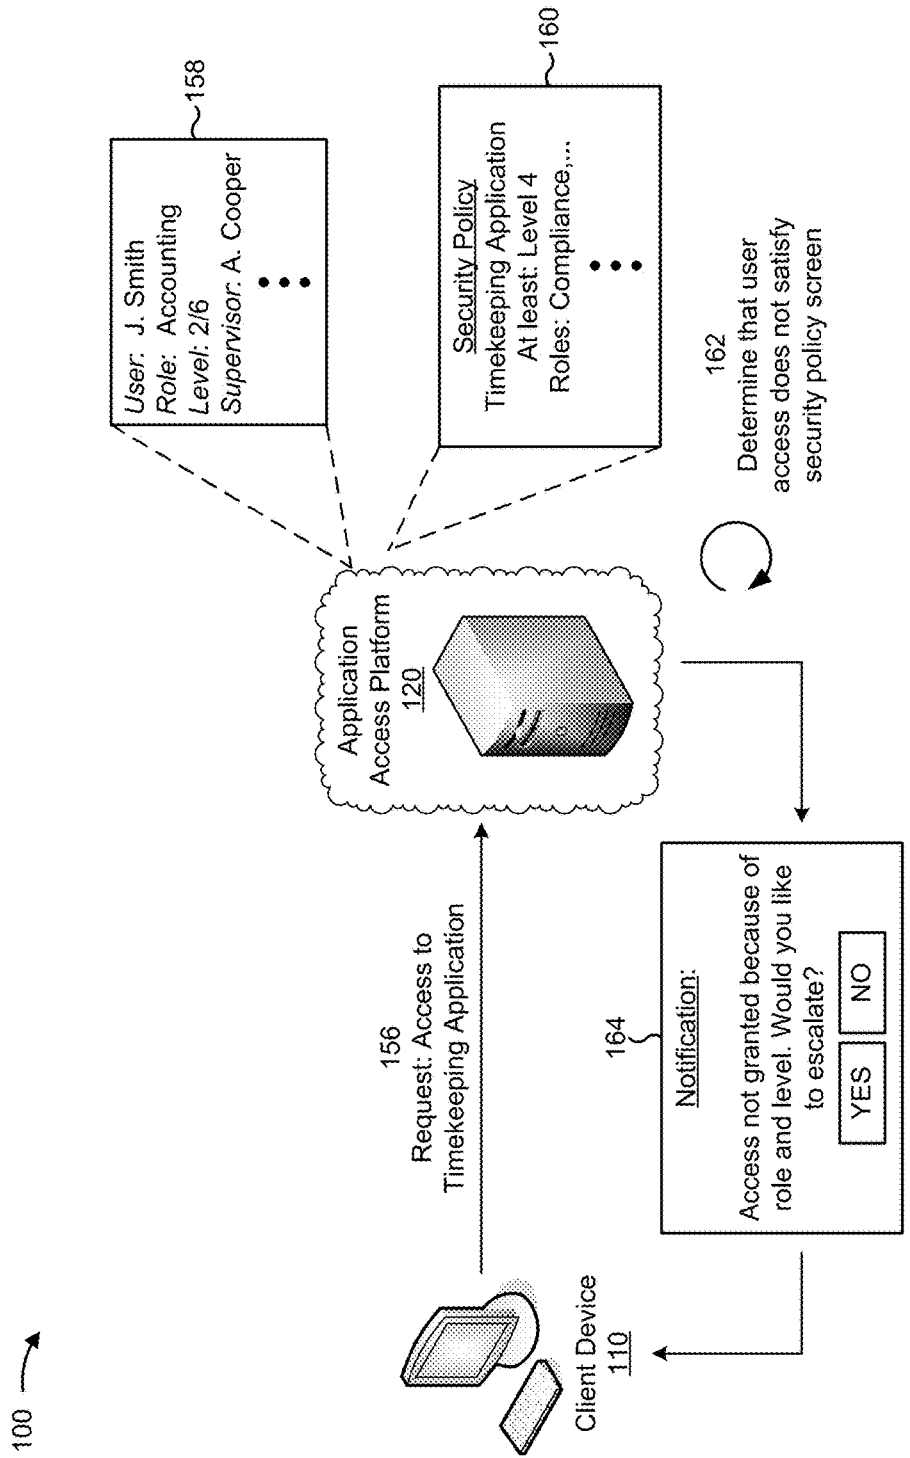 100
156
Request: Access to
Timekeeping Application
Client Device
110
Application
Access Platform
120
158
User: J. Smith
Role: Accounting
Level: 2/6
Supervisor: A. Cooper
160
Security Policy
Timekeeping Application
At least: Level 4
Roles: Compliance,...
162
Determine that user
access does not satisfy
security policy screen
164
Notification:
Access not granted because of
role and level. Would you like
to escalate?
YES
NO